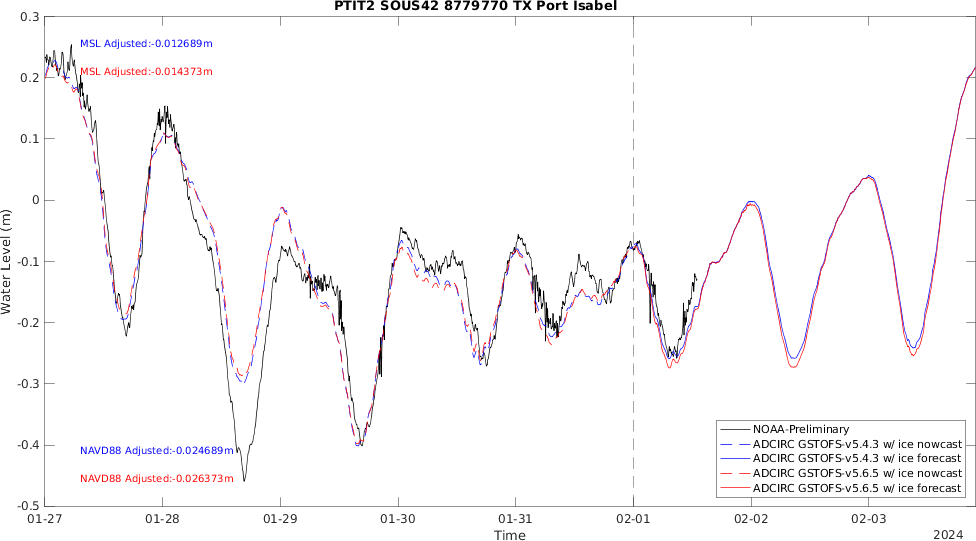 PTIT2 SOUS42 8779770 TX Port Isabel
0.3
0.2
0.1
0
-0.1
-0.2
-0.3
-0.4
-0.5
Water Level (m)
MSL Adjusted:-0.012689m
MSL Adjusted:-0.014373m
NAVD88 Adjusted:-0.024689m
NAVD88 Adjusted:-0.026373m
NOAA-Preliminary
ADCIRC GSTOFS-v5.4.3 w/ ice nowcast
ADCIRC GSTOFS-v5.4.3 w/ ice forecast
ADCIRC GSTOFS-v5.6.5 w/ ice nowcast
ADCIRC GSTOFS-v5.6.5 w/ ice forecast
01-27 01-28 01-29 01-30 01-31 02-01 02-02 02-03
Time
2024